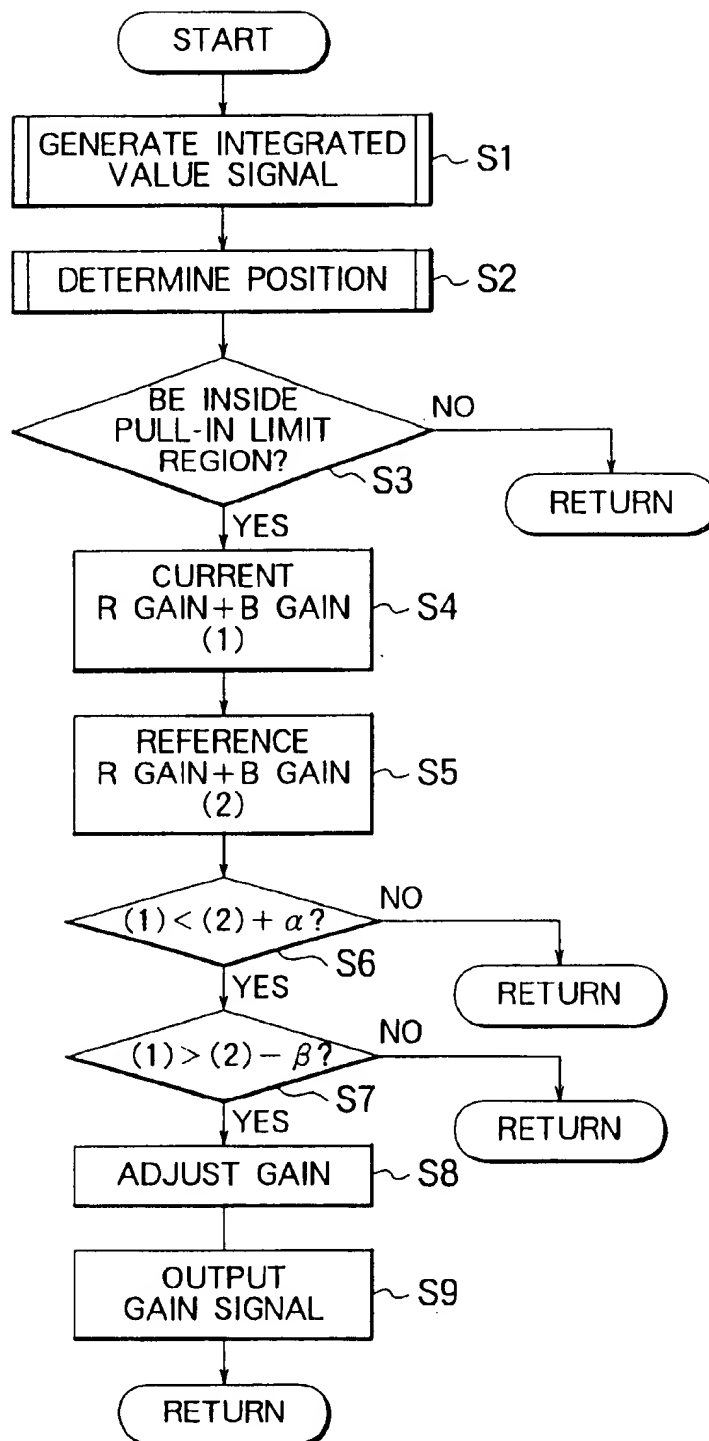 START
GENERATE INTEGRATED
VALUE SIGNAL
S1
DETERMINE POSITION
S2
BE INSIDE
PULL-IN LIMIT
REGION?
S3
NO
RETURN
YES
CURRENT
R GAIN+B GAIN
(1)
S4
REFERENCE
R GAIN+B GAIN
(2)
S5
(1)<(2)+ α?
S6
NO
RETURN
YES
(1)>(2)- β?
S7
NO
RETURN
YES
ADJUST GAIN
S8
OUTPUT
GAIN SIGNAL
S9
RETURN